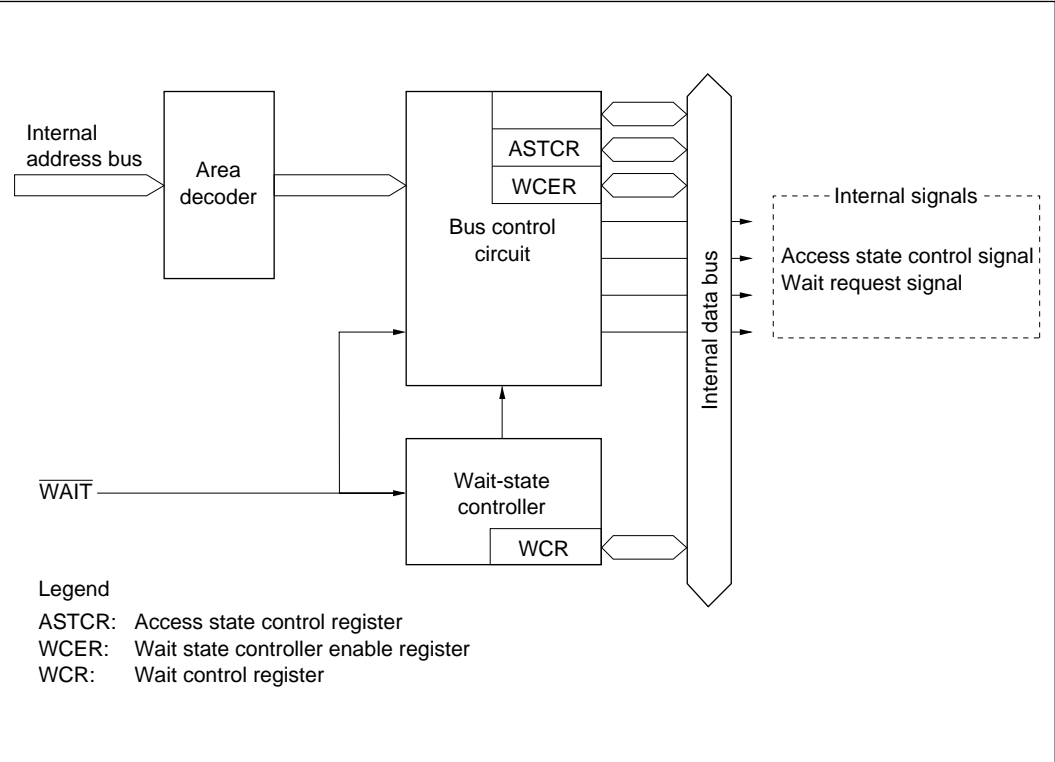 Internal
address bus
Area
decoder
ASTCR
WCER
Bus control
circuit
Internal data bus
Internal signals
Access state control signal
Wait request signal
WAIT
Wait-state
controller
WCR
Legend
ASTCR: Access state control register
WCER: Wait state controller enable register
WCR: Wait control register